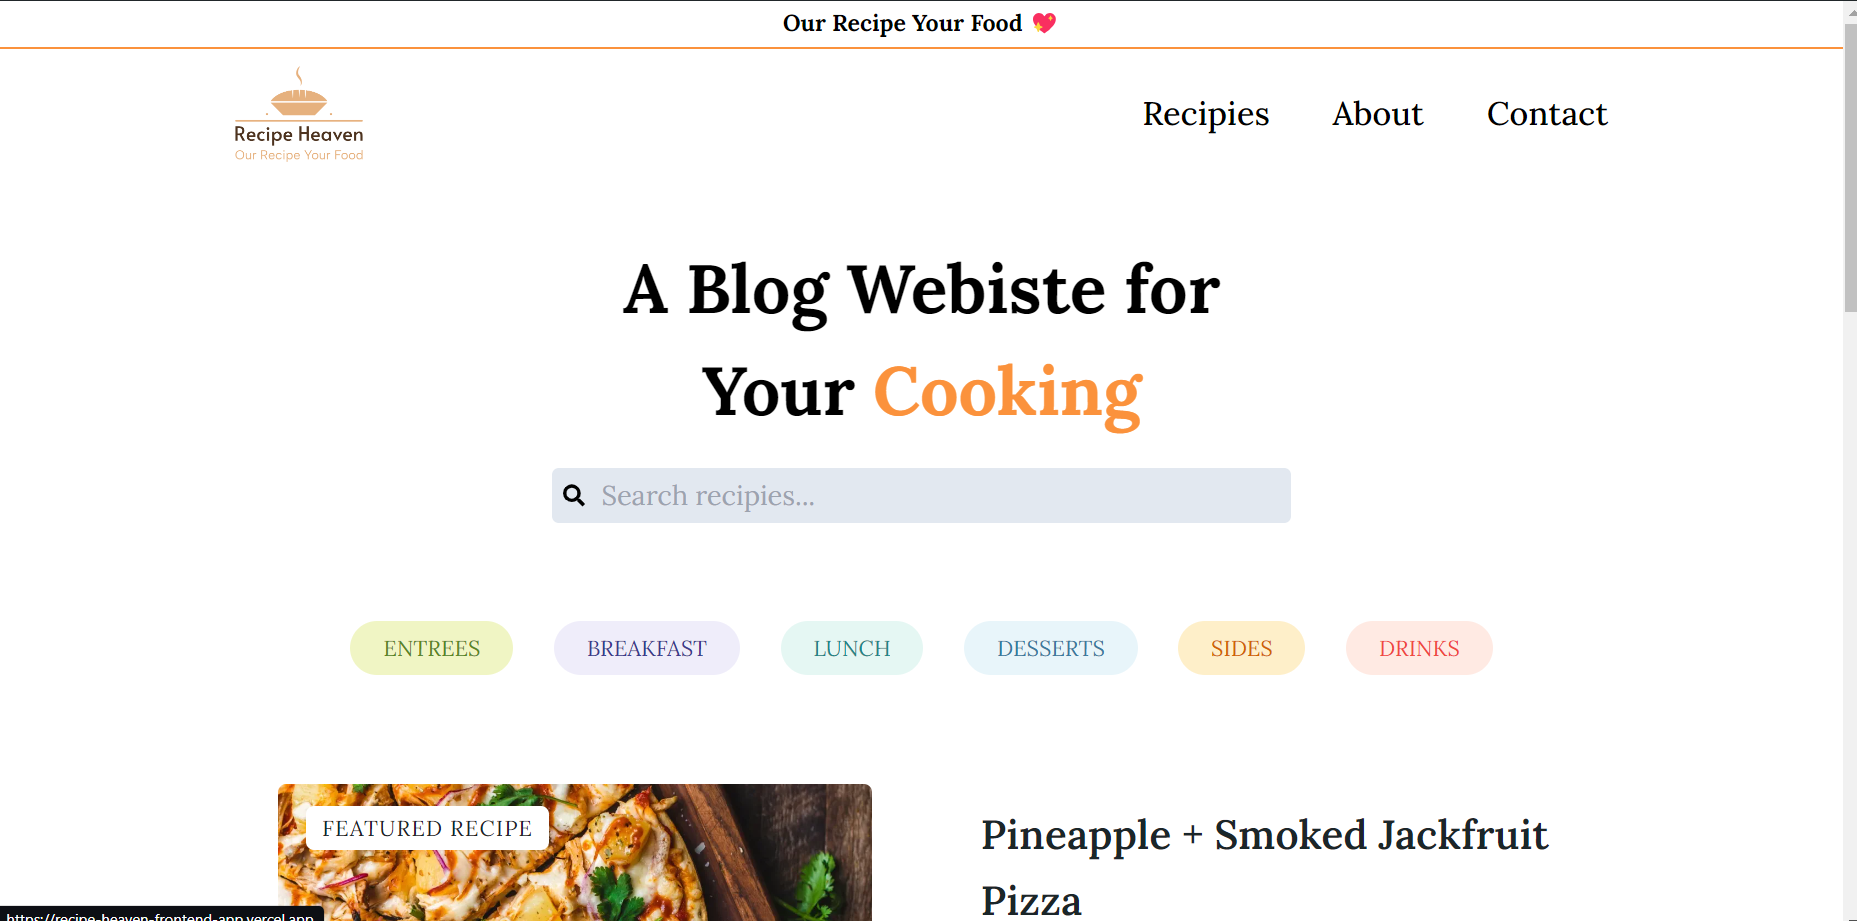 Our Recipe Your Food 💖
Recipe Heaven
Our Recipe Your Food
Recipies About Contact
A Blog Webiste for
Your Cooking
Search recipies...
ENTREES BREAKFAST LUNCH DESSERTS SIDES DRINKS
FEATURED RECIPE
Pineapple + Smoked Jackfruit
Pizza
https://recipe-heaven-frontend-app.vercel.app